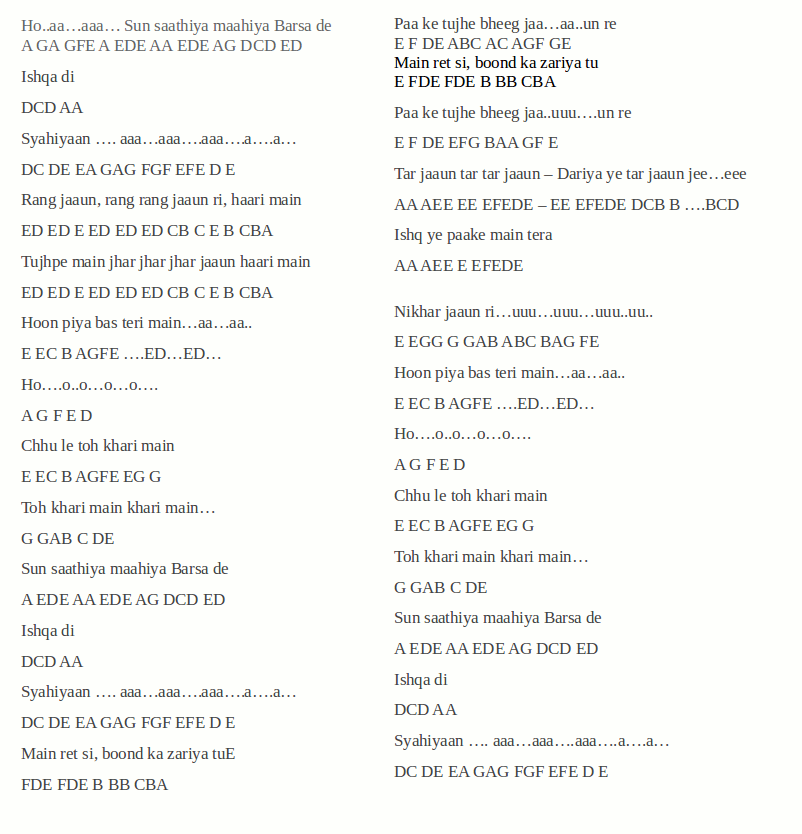 Ho..aa…aaa… Sun saathiya maahiya Barsa de
A GA GFE A EDE AA EDE AG DCD ED
Ishqa di
DCD AA
Syahiyaan …. aaa…aaa….aaa….a….a…
DC DE EA GAG FGF EFE D E
Rang jaaun, rang rang jaaun ri, haari main
ED ED E ED ED ED CB C E B CBA
Tujhpe main jhar jhar jhar jaaun haari main
ED ED E ED ED ED CB C E B CBA
Hoon piya bas teri main…aa…aa..
E EC B AGFE ….ED…ED…
Ho….o..o…o…o….
A G F E D
Chhu le toh khari main
E EC B AGFE EG G
Toh khari main khari main…
G GAB C DE
Sun saathiya maahiya Barsa de
A EDE AA EDE AG DCD ED
Ishqa di
DCD AA
Syahiyaan …. aaa…aaa….aaa….a….a…
DC DE EA GAG FGF EFE D E
Main ret si, boond ka zariya tuE
FDE FDE B BB CBA
Paa ke tujhe bheeg jaa…aa..un re
E F DE ABC AC AGF GE
Main ret si, boond ka zariya tu
E FDE FDE B BB CBA
Paa ke tujhe bheeg jaa..uuu….un re
E F DE EFG BAA GF E
Tar jaaun tar tar jaaun – Dariya ye tar jaaun jee…eee
AA AEE EE EFEDE – EE EFEDE DCB B ….BCD
Ishq ye paake main tera
AA AEE E EFEDE
Nikhar jaaun ri…uuu…uuu…uuu..uu..
E EGG G GAB ABC BAG FE
Hoon piya bas teri main…aa…aa..
E EC B AGFE ….ED…ED…
Ho….o..o…o…o….
A G F E D
Chhu le toh khari main
E EC B AGFE EG G
Toh khari main khari main…
G GAB C DE
Sun saathiya maahiya Barsa de
A EDE AA EDE AG DCD ED
Ishqa di
DCD AA
Syahiyaan …. aaa…aaa….aaa….a….a…
DC DE EA GAG FGF EFE D E